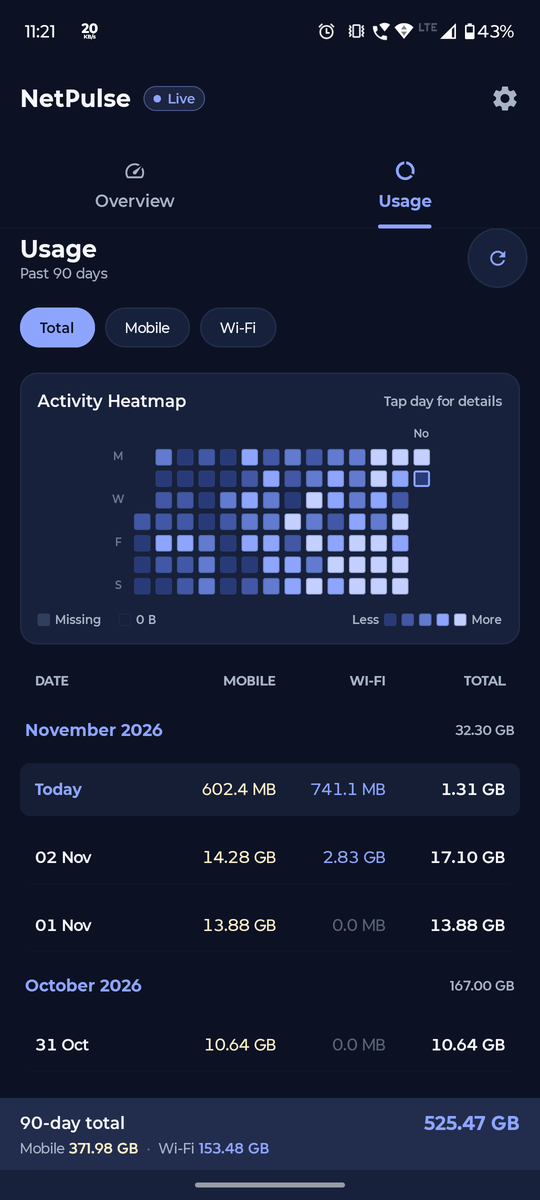 11:21 20 KB/s LTE 43%
NetPulse Live
Overview Usage
Usage
Past 90 days
Total Mobile Wi-Fi
Activity Heatmap Tap day for details
No
M
W
F
S
Missing 0 B Less More
DATE MOBILE WI-FI TOTAL
November 2026 32.30 GB
Today 602.4 MB 741.1 MB 1.31 GB
02 Nov 14.28 GB 2.83 GB 17.10 GB
01 Nov 13.88 GB 0.0 MB 13.88 GB
October 2026 167.00 GB
31 Oct 10.64 GB 0.0 MB 10.64 GB
90-day total 525.47 GB
Mobile 371.98 GB · Wi-Fi 153.48 GB